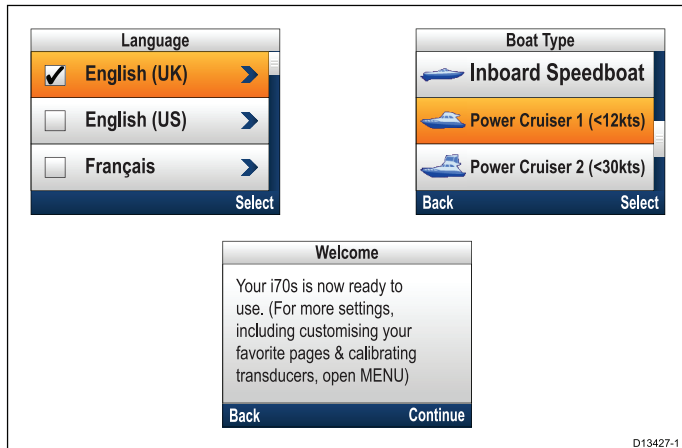 Language
English (UK)
English (US)
Français
Select
Boat Type
Inboard Speedboat
Power Cruiser 1 (<12kts)
Power Cruiser 2 (<30kts)
Back Select
Welcome
Your i70s is now ready to
use. (For more settings,
including customising your
favorite pages & calibrating
transducers, open MENU)
Back Continue
D13427-1